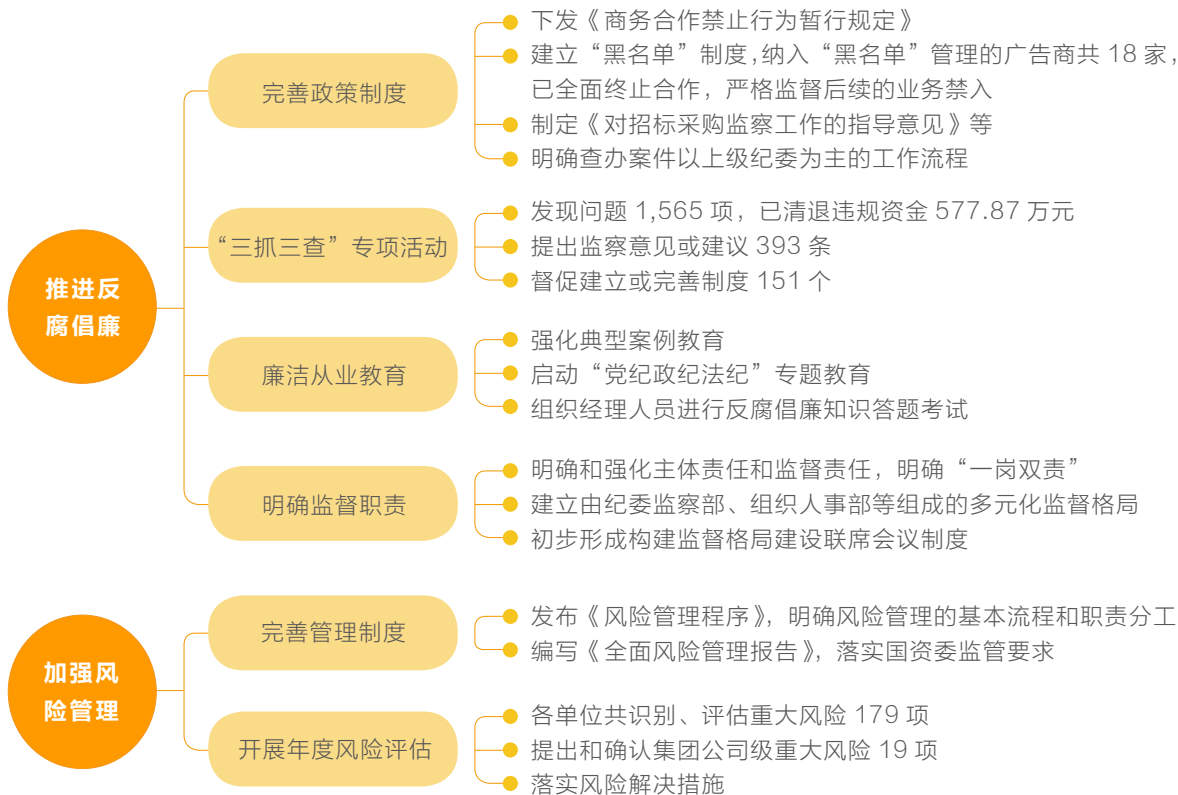 推进反
腐倡廉
完善政策制度
下发《商务合作禁止行为暂行规定》
建立“黑名单”制度,纳入“黑名单”管理的广告商共 18 家，
已全面终止合作，严格监督后续的业务禁入
制定《对招标采购监察工作的指导意见》等
明确查办案件以上级纪委为主的工作流程
“三抓三查”专项活动
发现问题 1,565 项，已清退违规资金 577.87 万元
提出监察意见或建议 393 条
督促建立或完善制度 151 个
廉洁从业教育
强化典型案例教育
启动“党纪政纪法纪”专题教育
组织经理人员进行反腐倡廉知识答题考试
明确监督职责
明确和强化主体责任和监督责任，明确“一岗双责”
建立由纪委监察部、组织人事部等组成的多元化监督格局
初步形成构建监督格局建设联席会议制度
加强风
险管理
完善管理制度
发布《风险管理程序》，明确风险管理的基本流程和职责分工
编写《全面风险管理报告》，落实国资委监管要求
开展年度风险评估
各单位共识别、评估重大风险 179 项
提出和确认集团公司级重大风险 19 项
落实风险解决措施